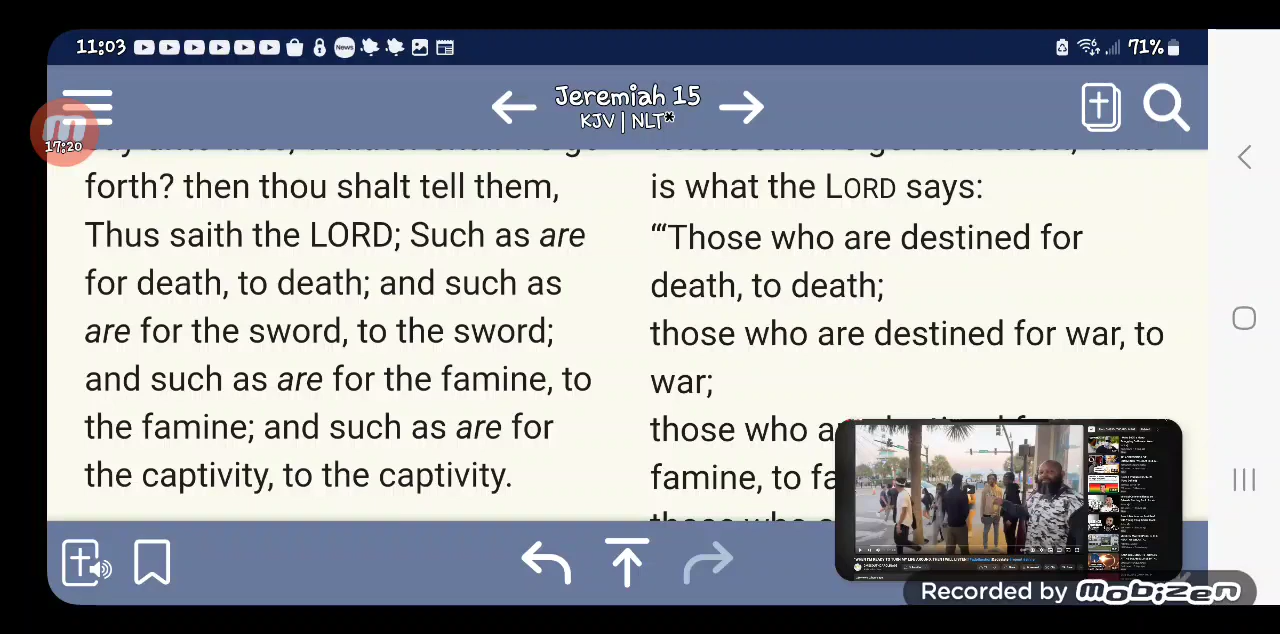 11:03
News
71%
Jeremiah 15
KJV | NLT*
17:20
forth? then thou shalt tell them,
Thus saith the LORD; Such as are
for death, to death; and such as
are for the sword, to the sword;
and such as are for the famine, to
the famine; and such as are for
the captivity, to the captivity.
is what the LORD says:
“‘Those who are destined for
death, to death;
those who are destined for war, to
war;
those who
famine, to fa
Recorded by Mobizen